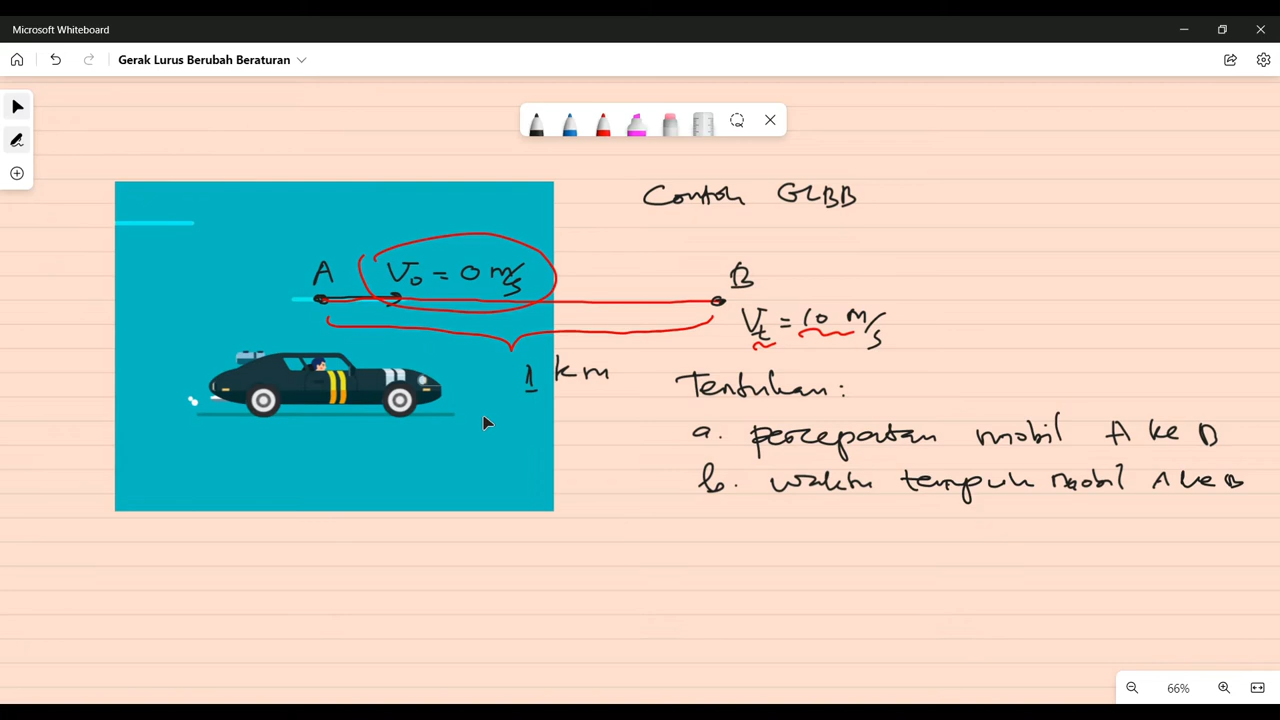 Microsoft Whiteboard
Gerak Lurus Berubah Beraturan
Contoh GLBB
A V₀ = 0 m/s
B
Vt = 10 m/s
1 km
Tentukan:
a. percepatan mobil A ke B
b. waktu tempuh mobil A ke B
66%